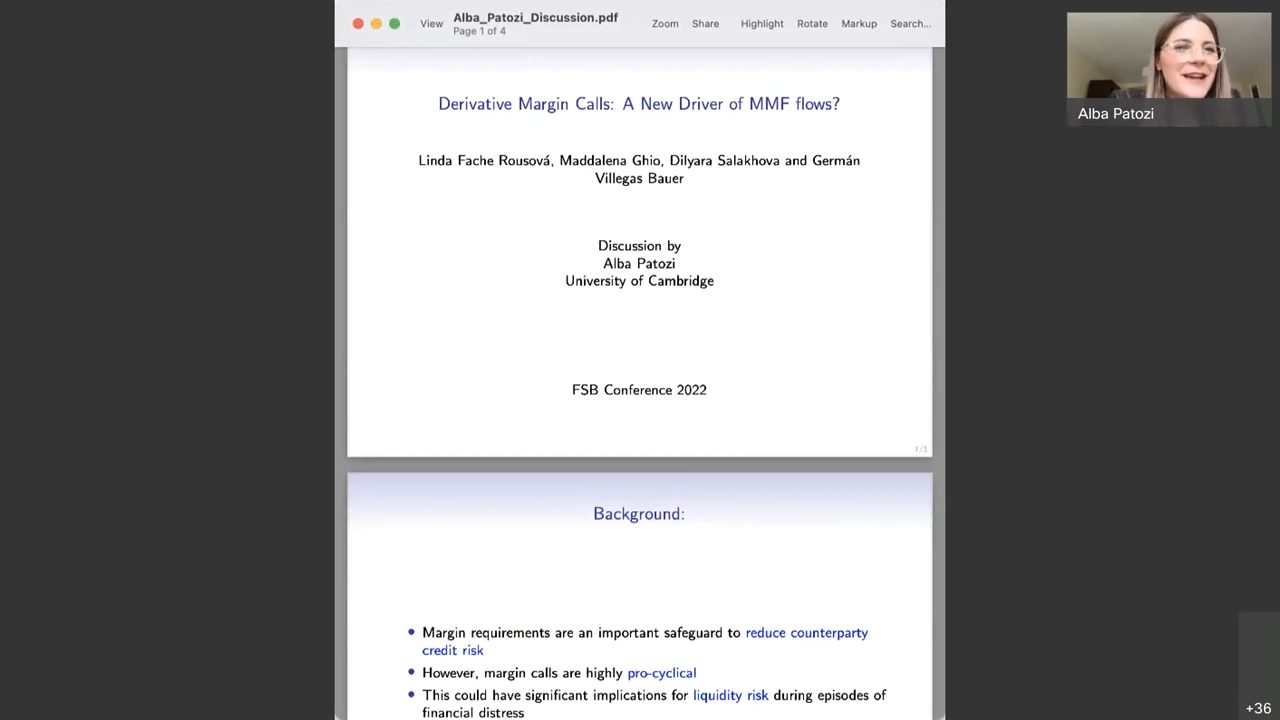 View
Alba_Patozi_Discussion.pdf
Page 1 of 4
Zoom
Share
Highlight
Rotate
Markup
Search...
Alba Patozi
Derivative Margin Calls: A New Driver of MMF flows?
Linda Fache Rousová, Maddalena Ghio, Dilyara Salakhova and Germán
Villegas Bauer
Discussion by
Alba Patozi
University of Cambridge
FSB Conference 2022
1/3
Background:
• Margin requirements are an important safeguard to reduce counterparty
credit risk
• However, margin calls are highly pro-cyclical
• This could have significant implications for liquidity risk during episodes of
financial distress
+36